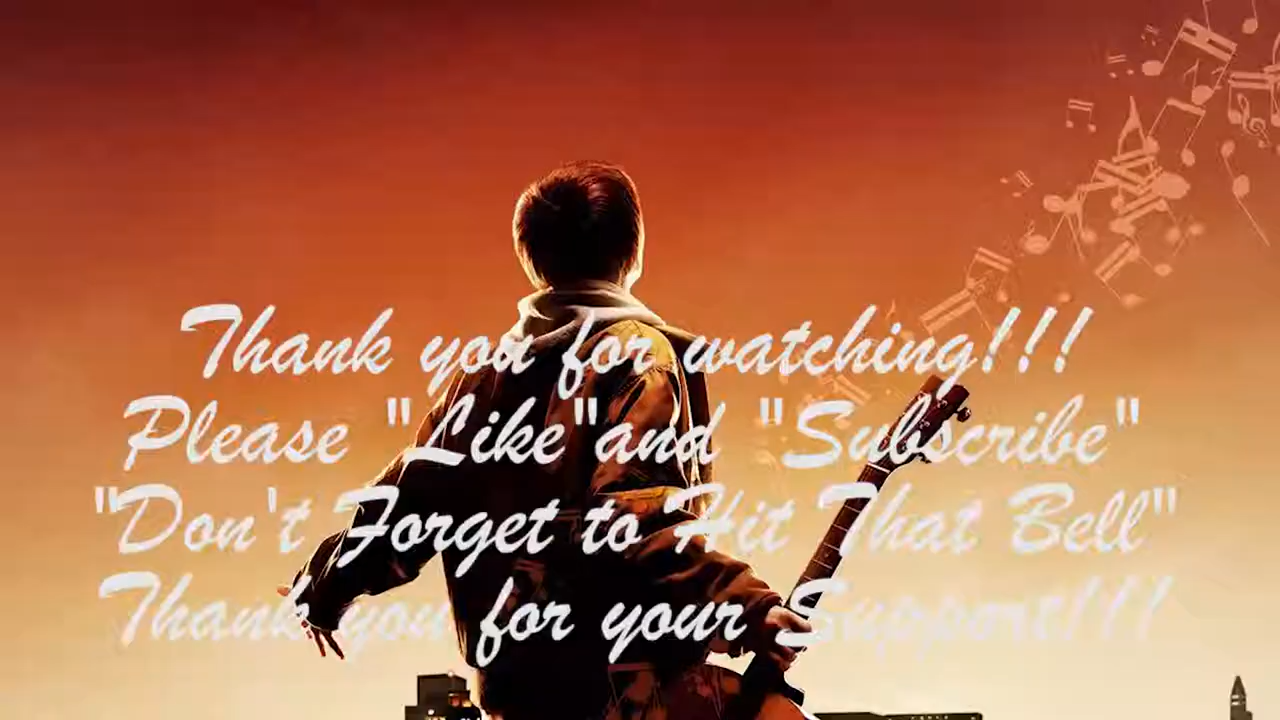 Thank you for watching!!!
Please "Like"and "Subscribe"
"Don't Forget to Hit That Bell"
Thank you for your Support!!!